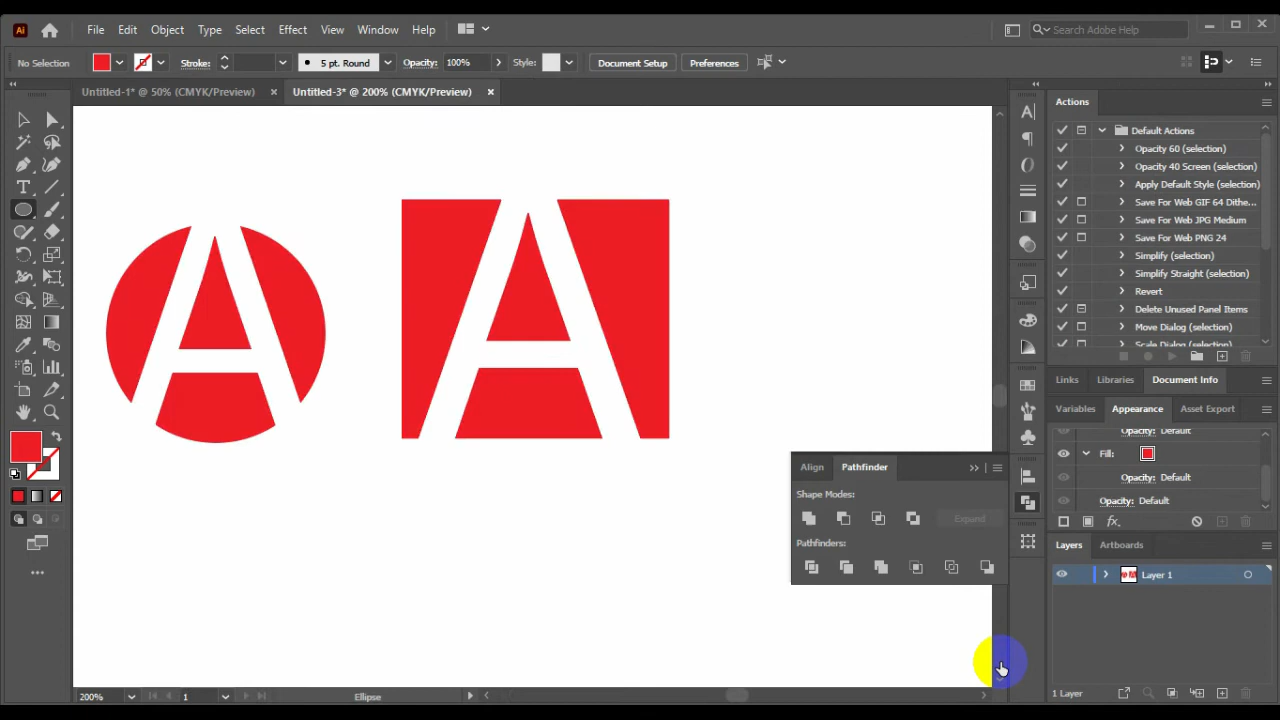 Ai File Edit Object Type Select Effect View Window Help Search Adobe Help
No Selection Stroke: 5 pt. Round Opacity: 100% Style: Document Setup Preferences
Untitled-1* @ 50% (CMYK/Preview) × Untitled-3* @ 200% (CMYK/Preview) ×
A A
Align Pathfinder
Shape Modes:
Expand
Pathfinders:
200% 1 Ellipse
Actions
Default Actions
Opacity 60 (selection)
Opacity 40 Screen (selection)
Apply Default Style (selection)
Save For Web GIF 64 Dithe...
Save For Web JPG Medium
Save For Web PNG 24
Simplify (selection)
Simplify Straight (selection)
Revert
Delete Unused Panel Items
Move Dialog (selection)
Scale Dialog (selection)
Links Libraries Document Info
Variables Appearance Asset Export
Opacity: Default
Fill:
Opacity: Default
Opacity: Default
fx.
Layers Artboards
Layer 1
1 Layer